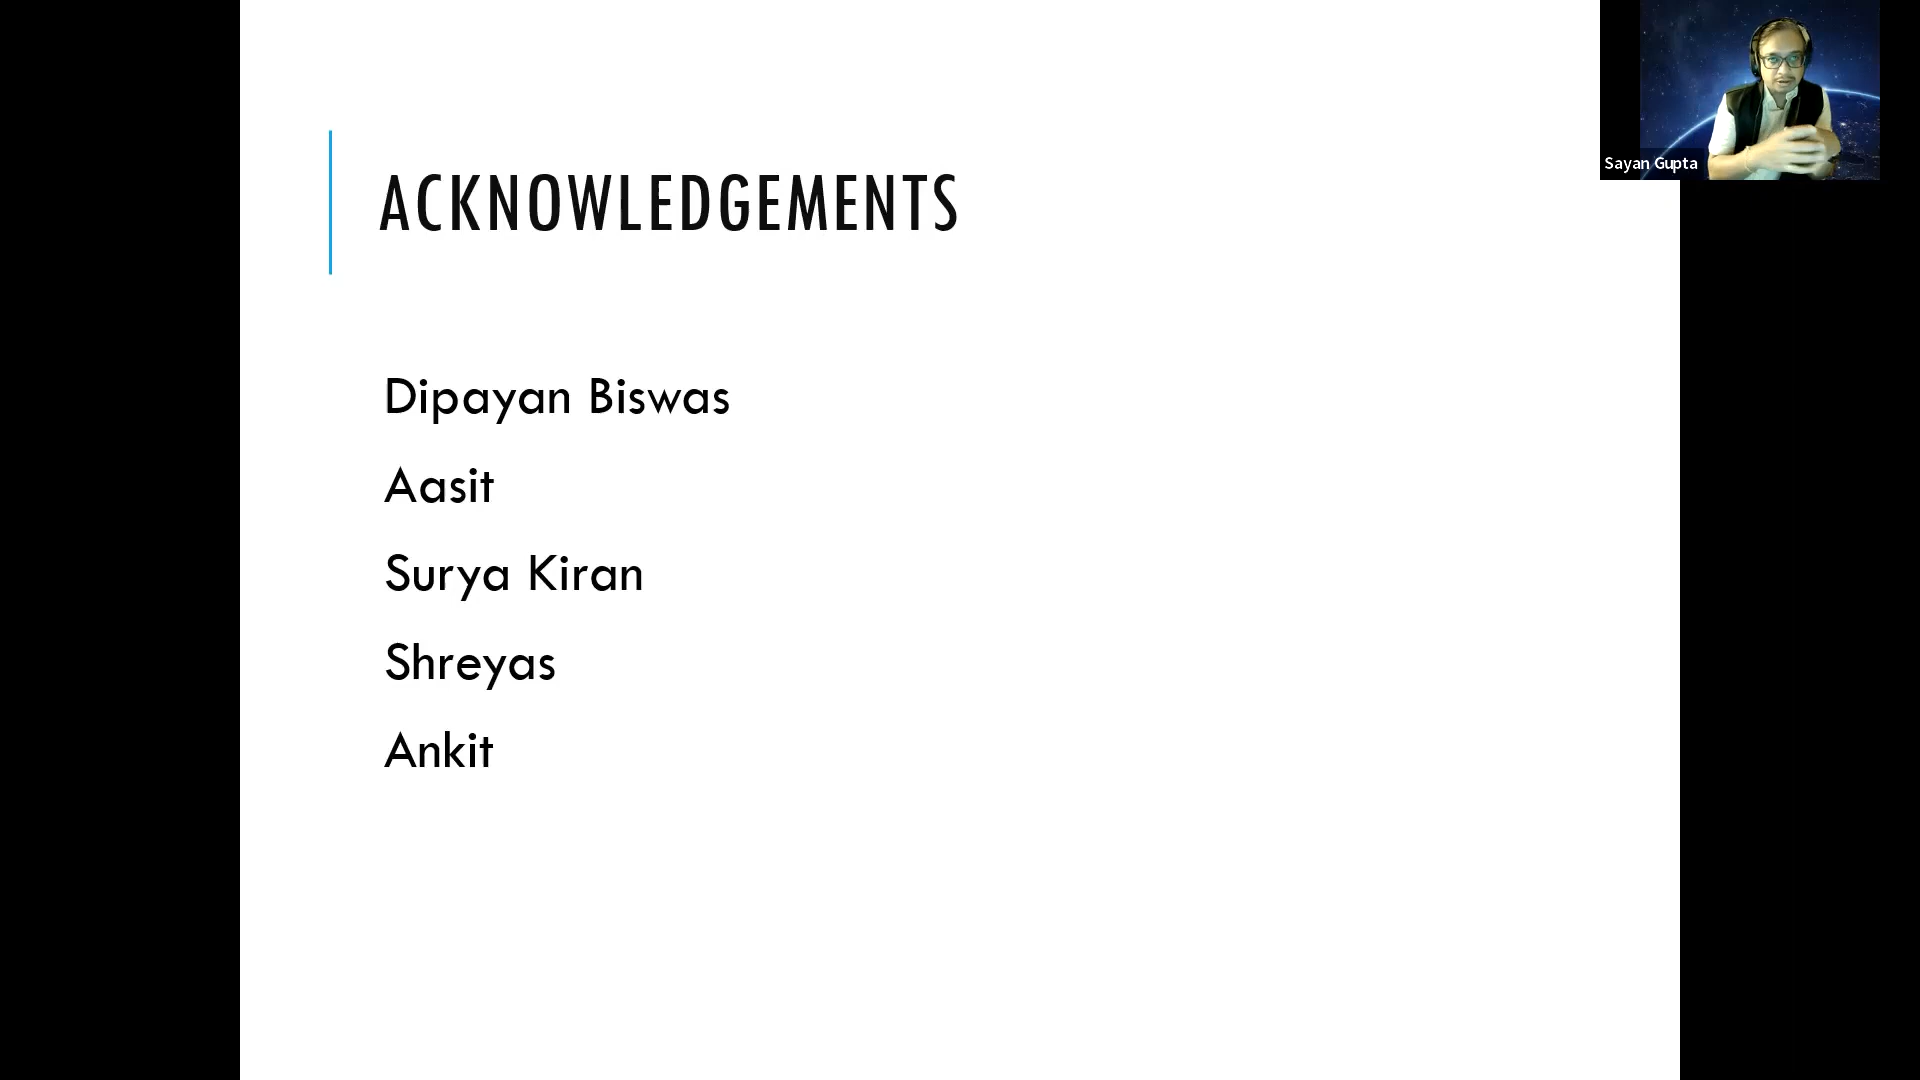 ACKNOWLEDGEMENTS
Sayan Gupta
Dipayan Biswas
Aasit
Surya Kiran
Shreyas
Ankit